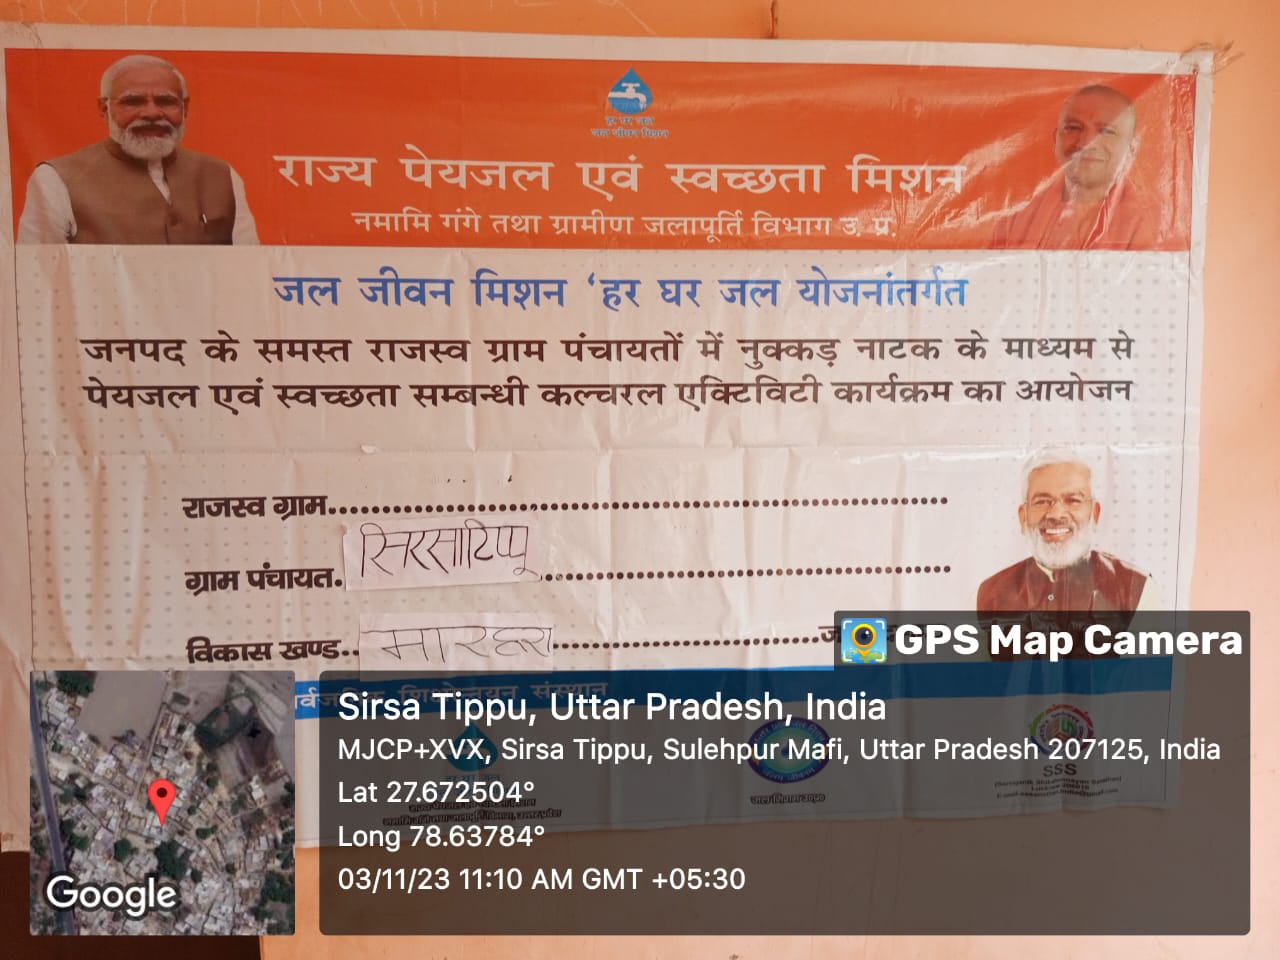 हर घर जल
जल जीवन मिशन
राज्य पेयजल एवं स्वच्छता मिशन
नमामि गंगे तथा ग्रामीण जलापूर्ति विभाग उ. प्र.
जल जीवन मिशन ‘हर घर जल योजनांतर्गत
जनपद के समस्त राजस्व ग्राम पंचायतों में नुक्कड़ नाटक के माध्यम से
पेयजल एवं स्वच्छता सम्बन्धी कल्चरल एक्टिविटी कार्यक्रम का आयोजन
राजस्व ग्राम
ग्राम पंचायत. सिरसाटिप्पू
विकास खण्ड.. मारहरा
GPS Map Camera
संस्थान
Sirsa Tippu, Uttar Pradesh, India
MJCP+XVX, Sirsa Tippu, Sulehpur Mafi, Uttar Pradesh 207125, India
Lat 27.672504°
Long 78.63784°
03/11/23 11:10 AM GMT +05:30
हर घर जल
SSS
Google